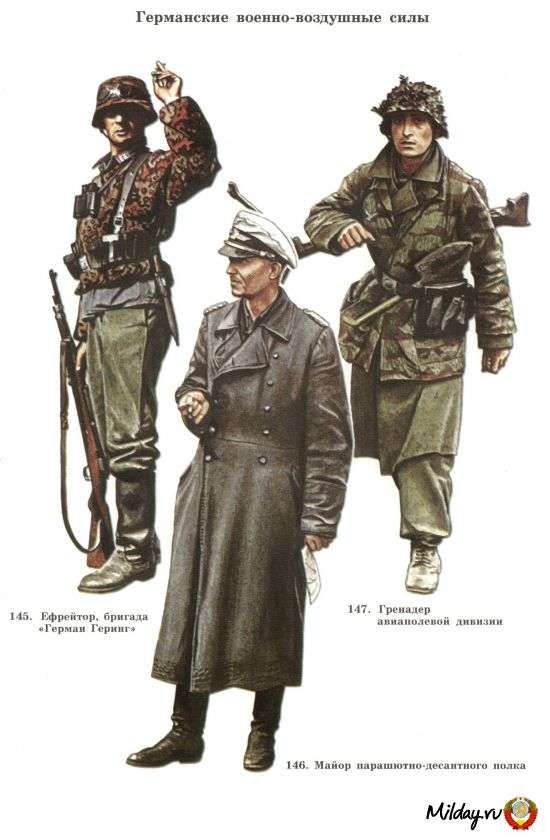 Германские военно-воздушные силы
145. Ефрейтор, бригада
«Герман Геринг»
147. Гренадер
авиаполевой дивизии
146. Майор парашютно-десантного полка
Milday.ru